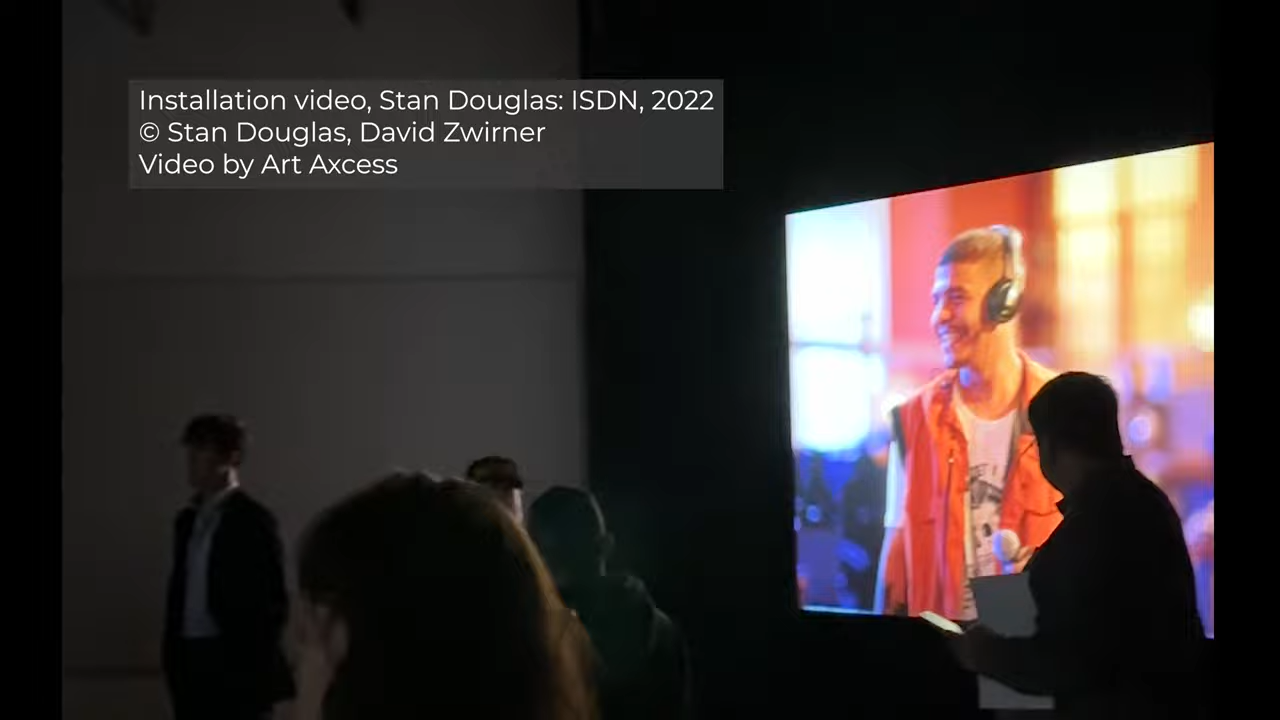 Installation video, Stan Douglas: ISDN, 2022
© Stan Douglas, David Zwirner
Video by Art Axcess